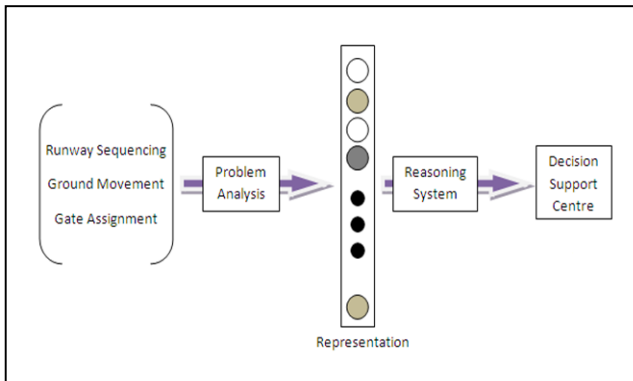 Runway Sequencing
Ground Movement
Gate Assignment
Problem
Analysis
Reasoning
System
Decision
Support
Centre
Representation